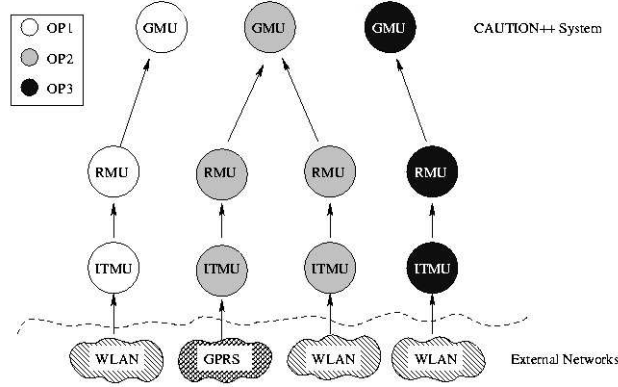 OP1
OP2
OP3
GMU GMU GMU
CAUTION++ System
RMU RMU RMU RMU
ITMU ITMU ITMU ITMU
WLAN GPRS WLAN WLAN
External Networks